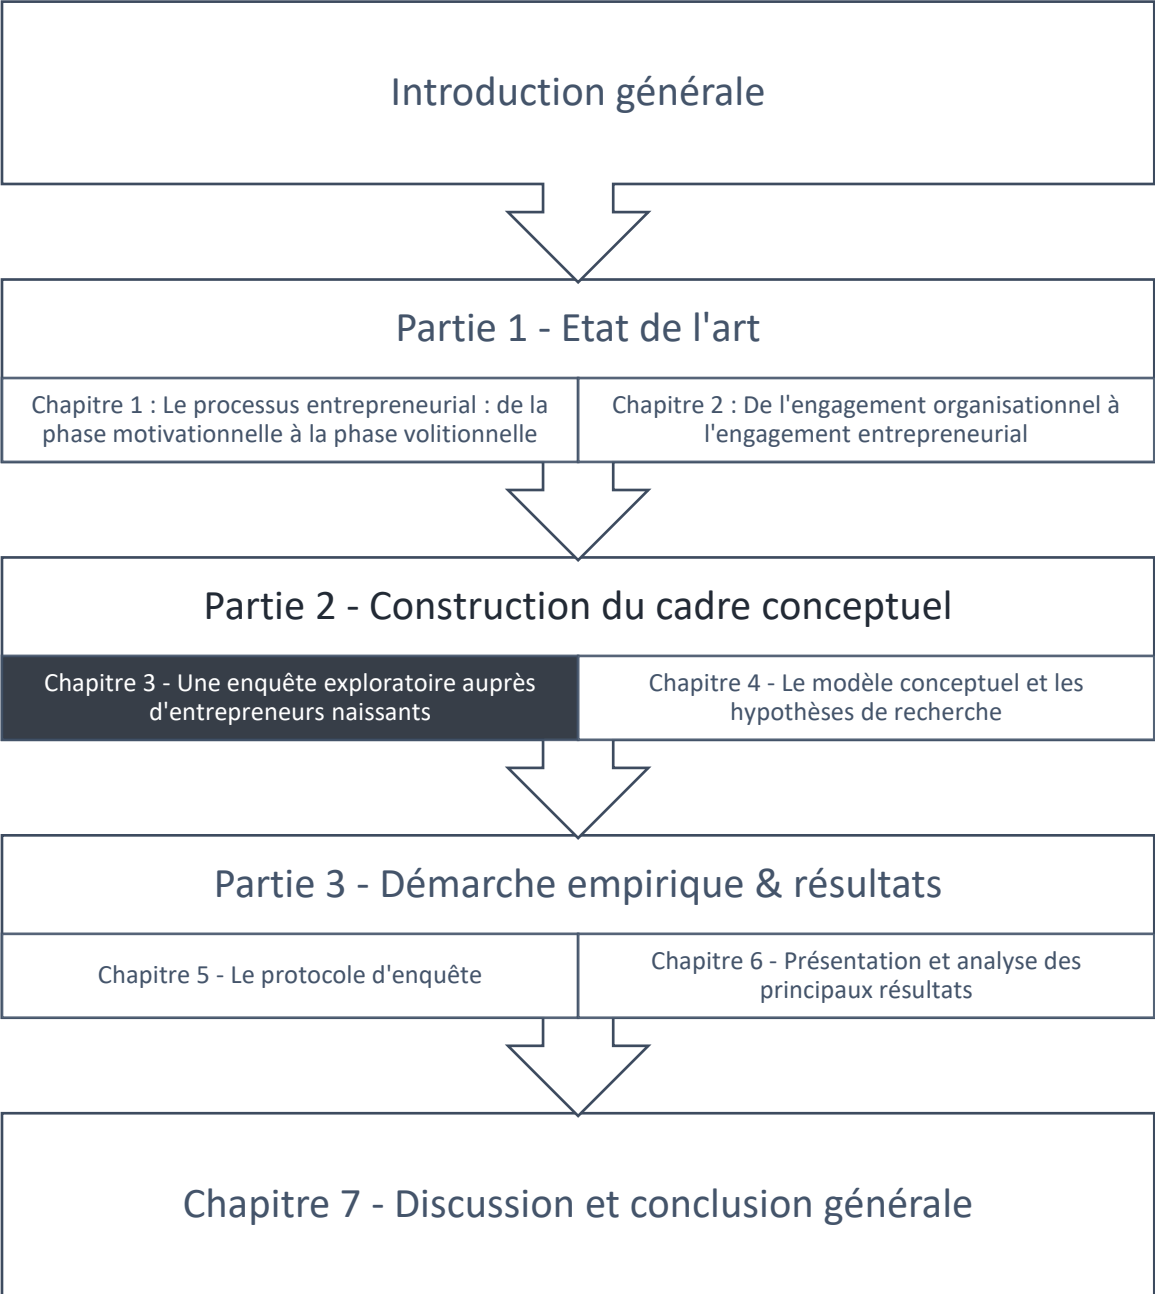 Introduction générale
Partie 1 - Etat de l'art
Chapitre 1 : Le processus entrepreneurial : de la
phase motivationnelle à la phase volitionnelle
Chapitre 2 : De l'engagement organisationnel à
l'engagement entrepreneurial
Partie 2 - Construction du cadre conceptuel
Chapitre 3 - Une enquête exploratoire auprès
d'entrepreneurs naissants
Chapitre 4 - Le modèle conceptuel et les
hypothèses de recherche
Partie 3 - Démarche empirique & résultats
Chapitre 5 - Le protocole d'enquête
Chapitre 6 - Présentation et analyse des
principaux résultats
Chapitre 7 - Discussion et conclusion générale